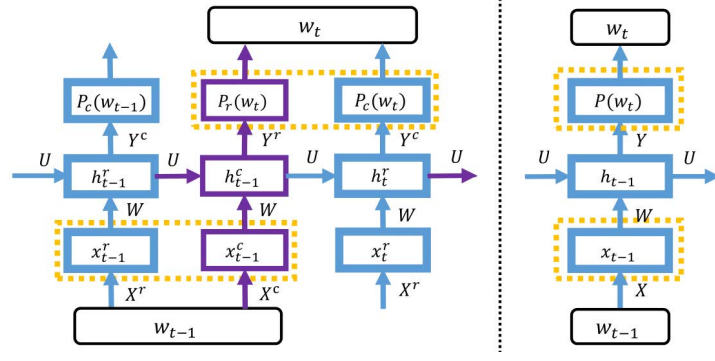 w_t w_t
P_c(w_{t-1}) P_r(w_t) P_c(w_t) P(w_t)
Y^c Y^r Y^c Y
U U U U U U
h^r_{t-1} h^c_{t-1} h^r_t h_{t-1}
W W W W
x^r_{t-1} x^c_{t-1} x^r_t x_{t-1}
X^r X^c X^r X
w_{t-1} w_{t-1}